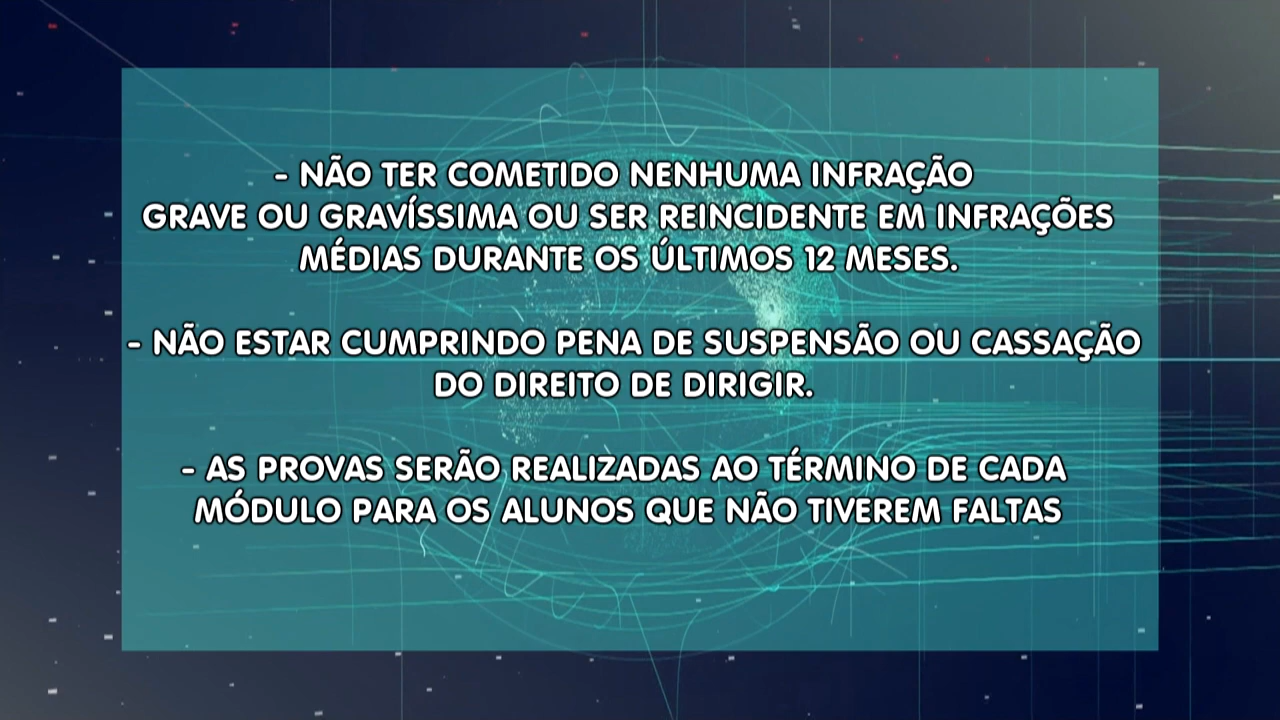 - NÃO TER COMETIDO NENHUMA INFRAÇÃO
GRAVE OU GRAVÍSSIMA OU SER REINCIDENTE EM INFRAÇÕES
MÉDIAS DURANTE OS ÚLTIMOS 12 MESES.
- NÃO ESTAR CUMPRINDO PENA DE SUSPENSÃO OU CASSAÇÃO
DO DIREITO DE DIRIGIR.
- AS PROVAS SERÃO REALIZADAS AO TÉRMINO DE CADA
MÓDULO PARA OS ALUNOS QUE NÃO TIVEREM FALTAS